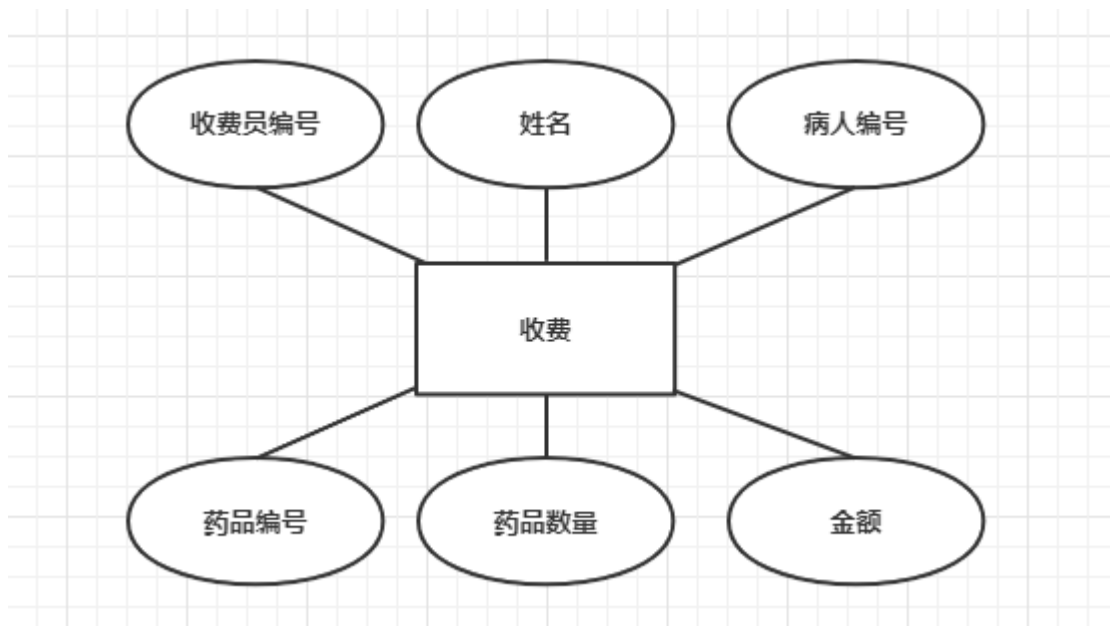 收费员编号
姓名
病人编号
收费
药品编号
药品数量
金额